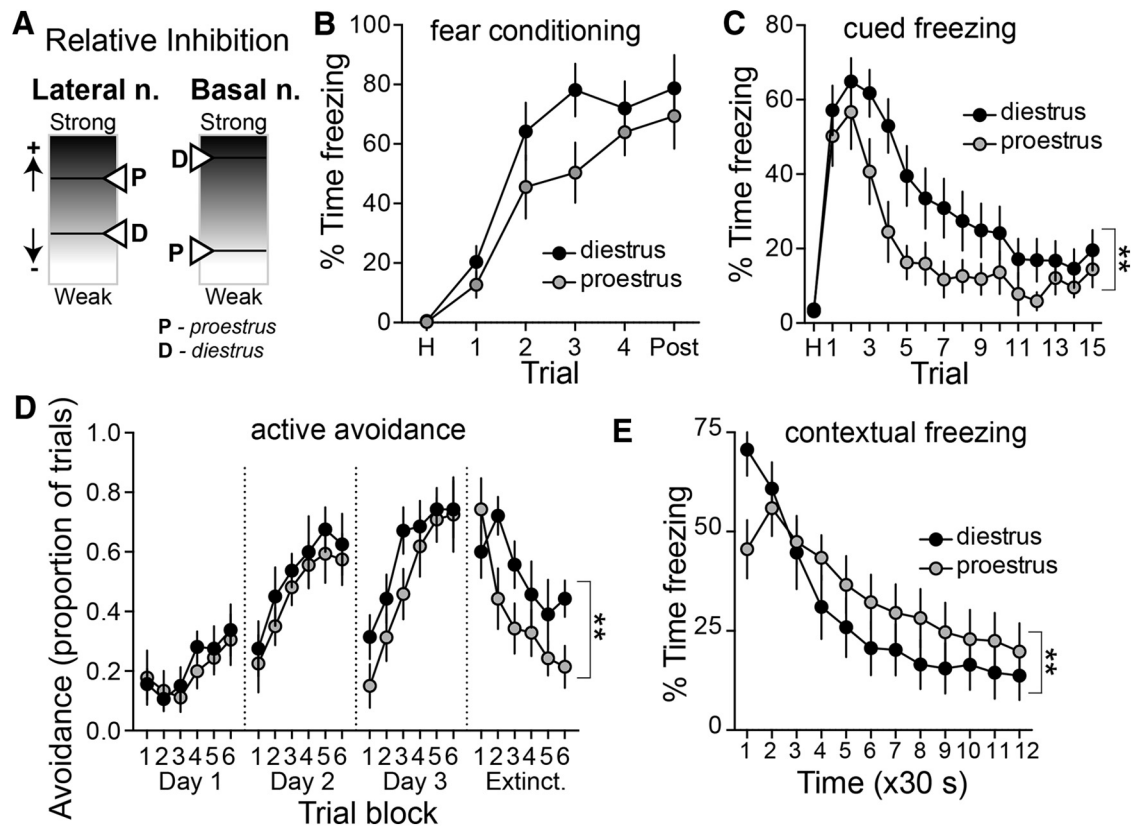 A
Relative Inhibition
Lateral n. Basal n.
Strong Strong
+
P
D
D
P
-
Weak Weak
P - proestrus
D - diestrus
B
fear conditioning
% Time freezing
100
80
60
40
20
0
diestrus
proestrus
H 1 2 3 4 Post
Trial
C
cued freezing
% Time freezing
80
60
40
20
0
diestrus
proestrus
**
H 1 3 5 7 9 11 13 15
Trial
D
active avoidance
Avoidance (proportion of trials)
1.0
0.8
0.6
0.4
0.2
0.0
**
1 2 3 4 5 6 1 2 3 4 5 6 1 2 3 4 5 6 1 2 3 4 5 6
Day 1 Day 2 Day 3 Extinct.
Trial block
E
contextual freezing
% Time freezing
75
50
25
0
diestrus
proestrus
**
1 2 3 4 5 6 7 8 9 10 11 12
Time (x30 s)